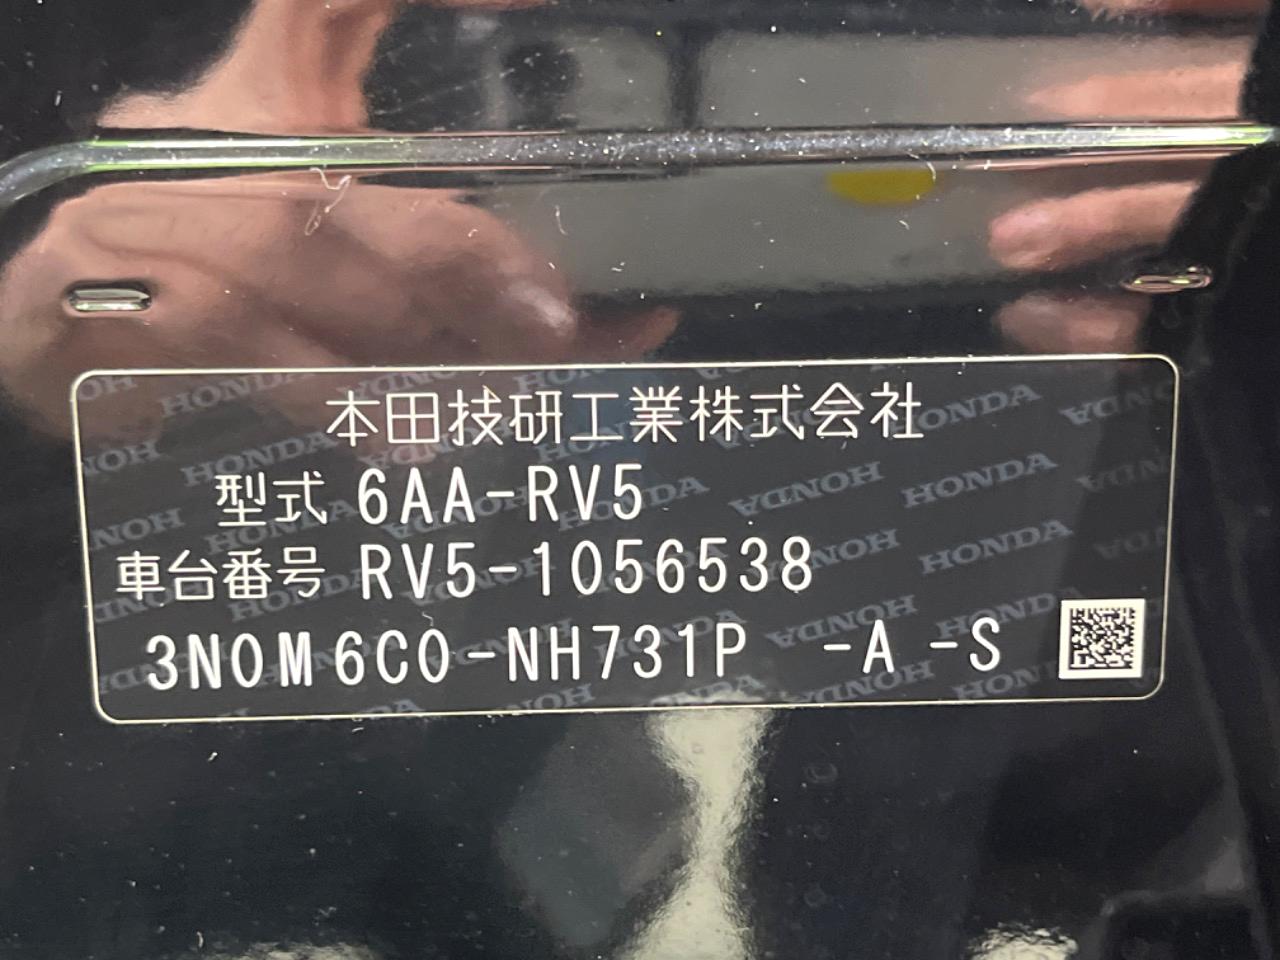 本田技研工業株式会社
型式 6AA-RV5
車台番号 RV5-1056538
3N0M6C0-NH731P -A -S